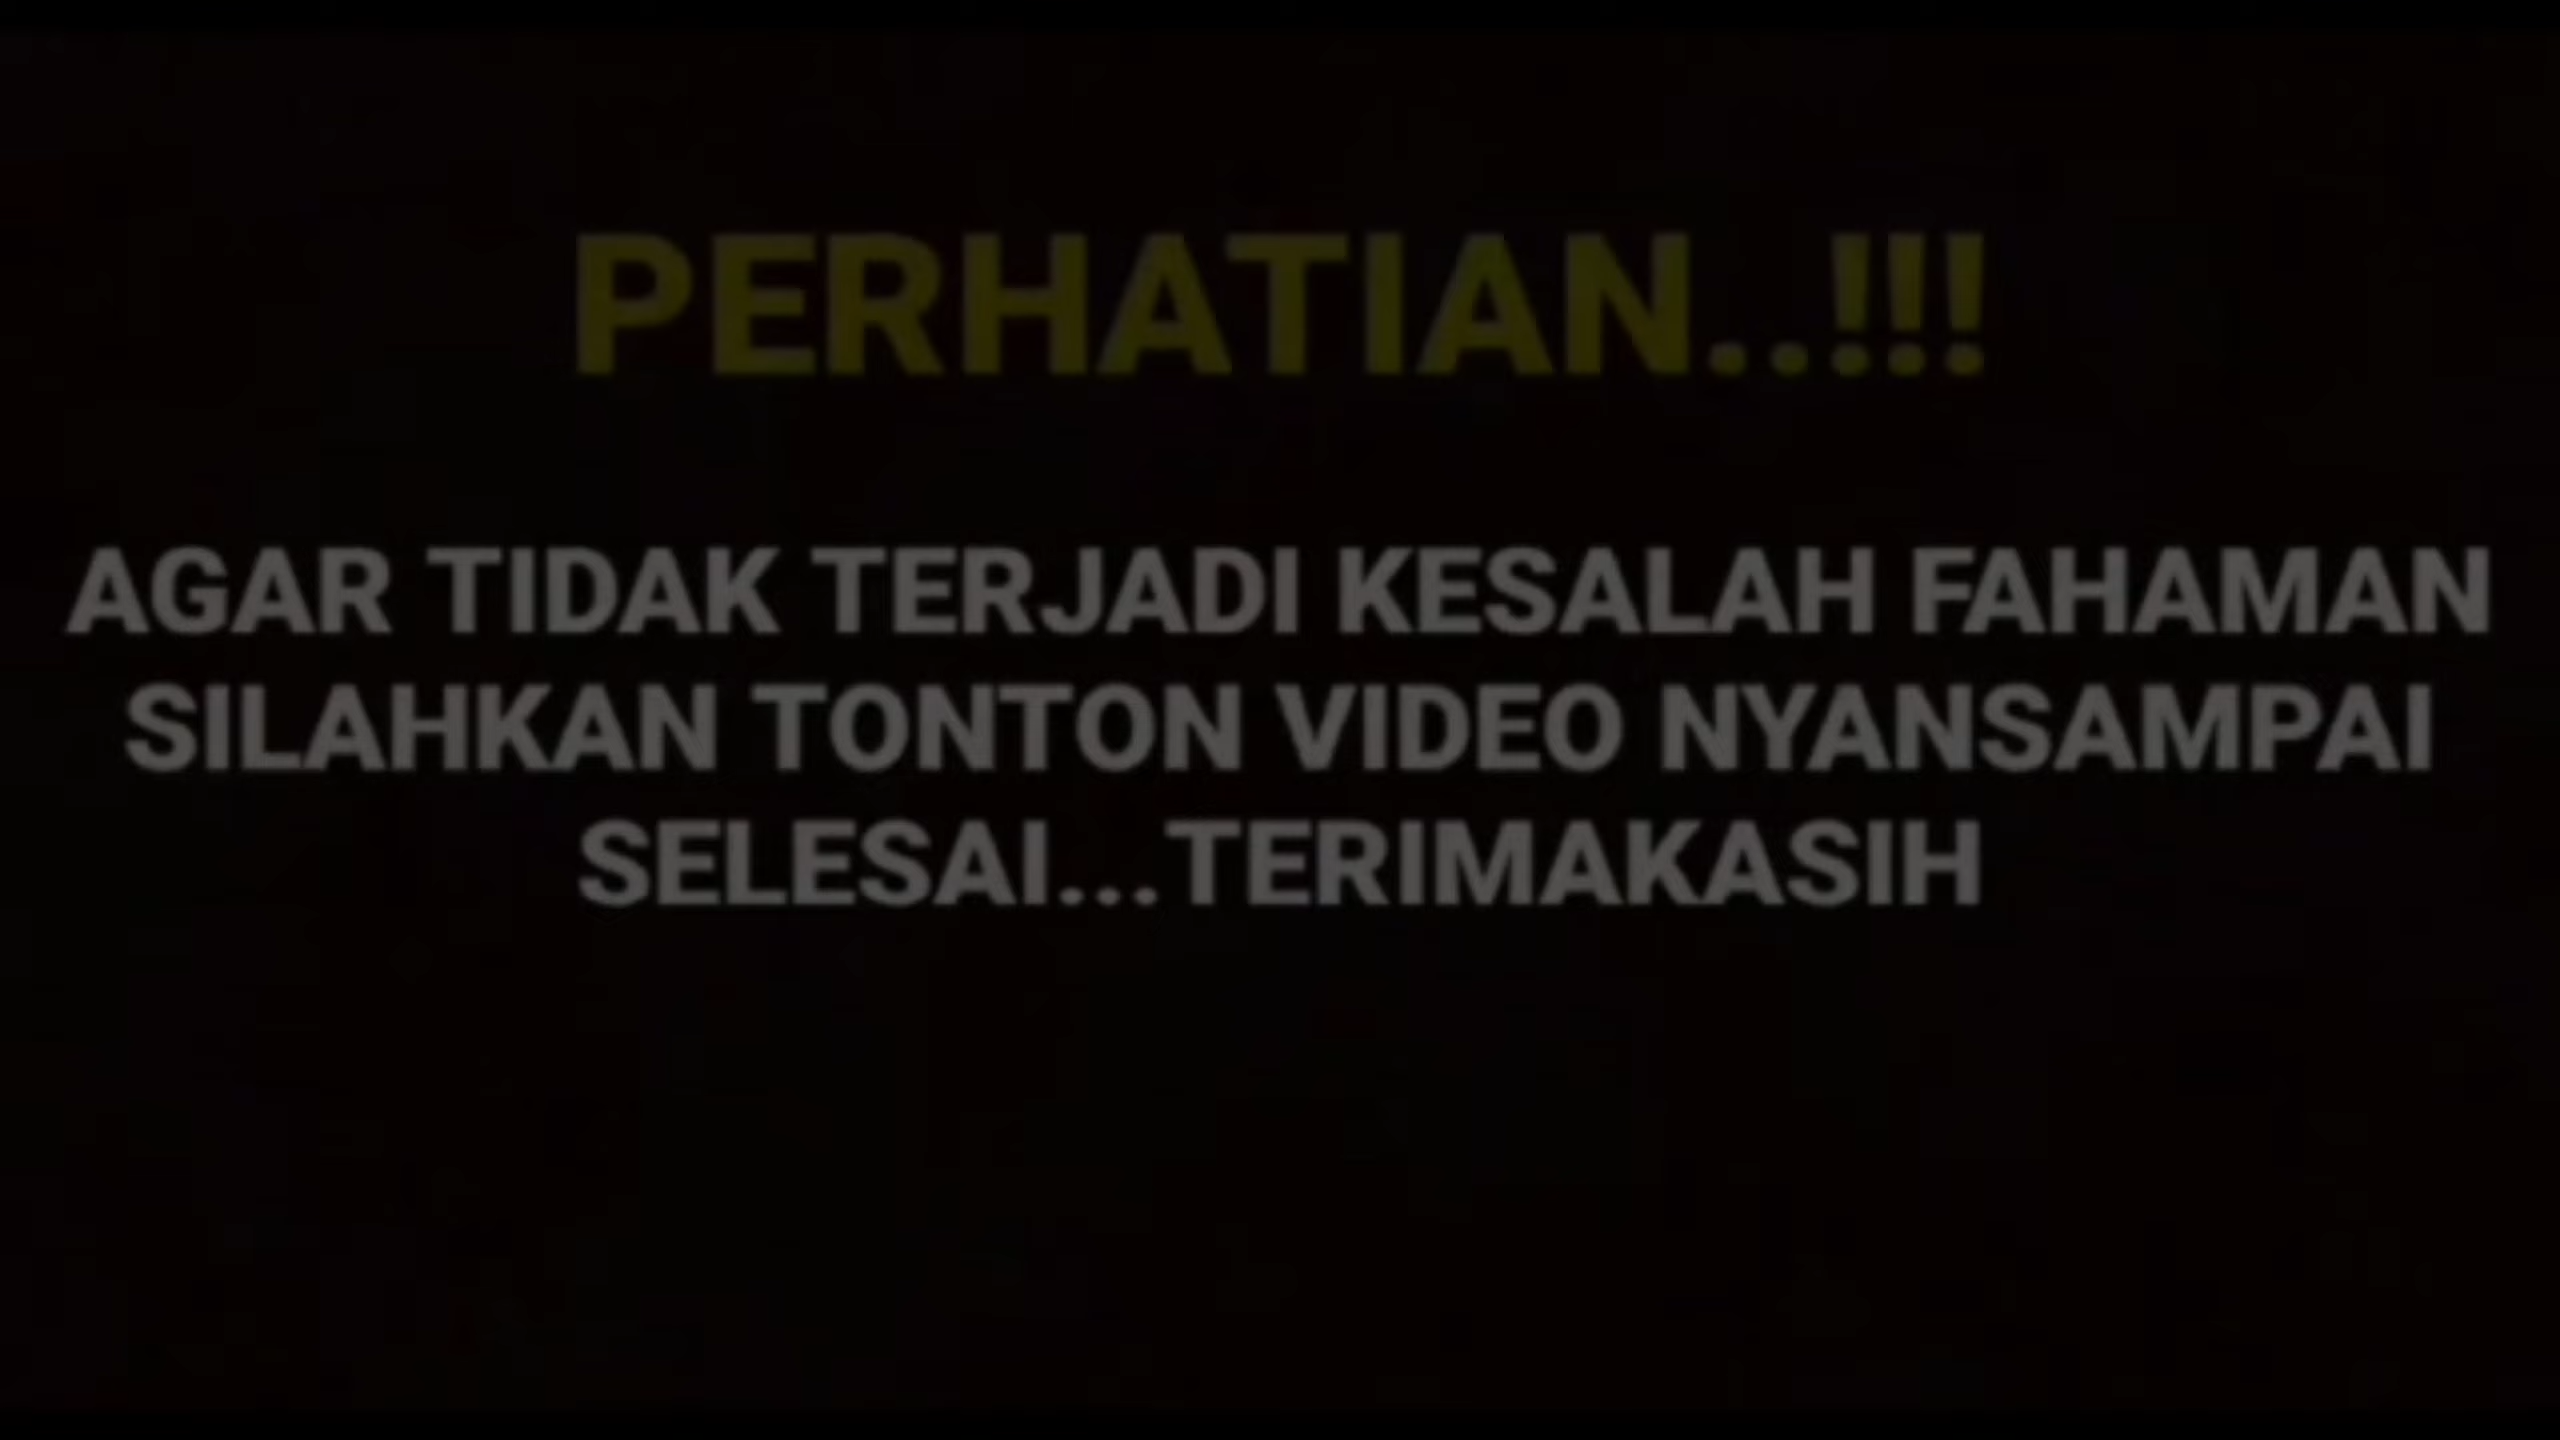 PERHATIAN..!!!
AGAR TIDAK TERJADI KESALAH FAHAMAN
SILAHKAN TONTON VIDEO NYANSAMPAI
SELESAI...TERIMAKASIH